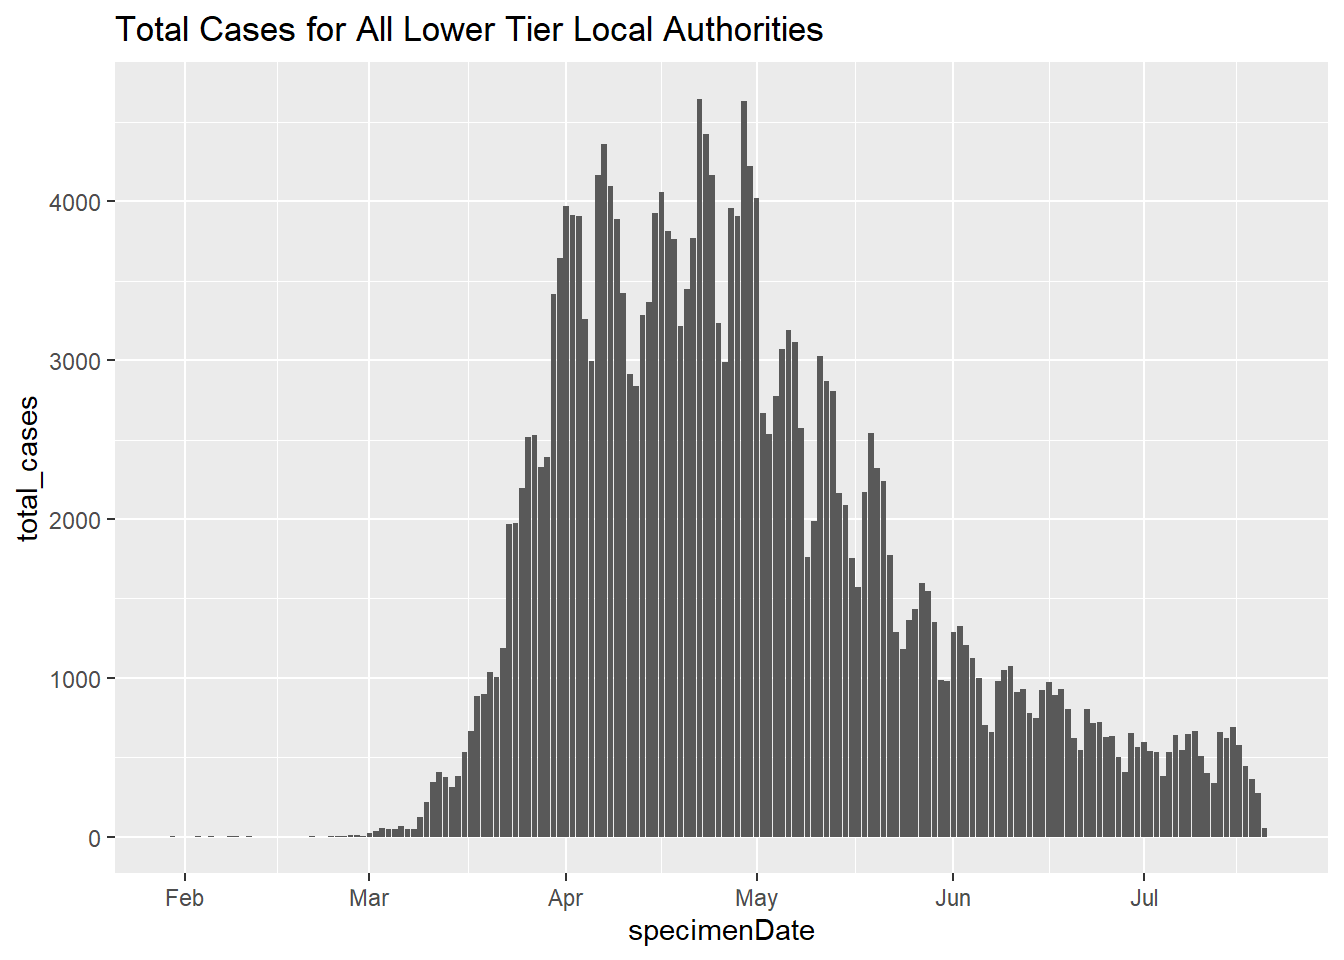 Total Cases for All Lower Tier Local Authorities
4000
3000
2000
1000
0
total_cases
Feb Mar Apr May Jun Jul
specimenDate